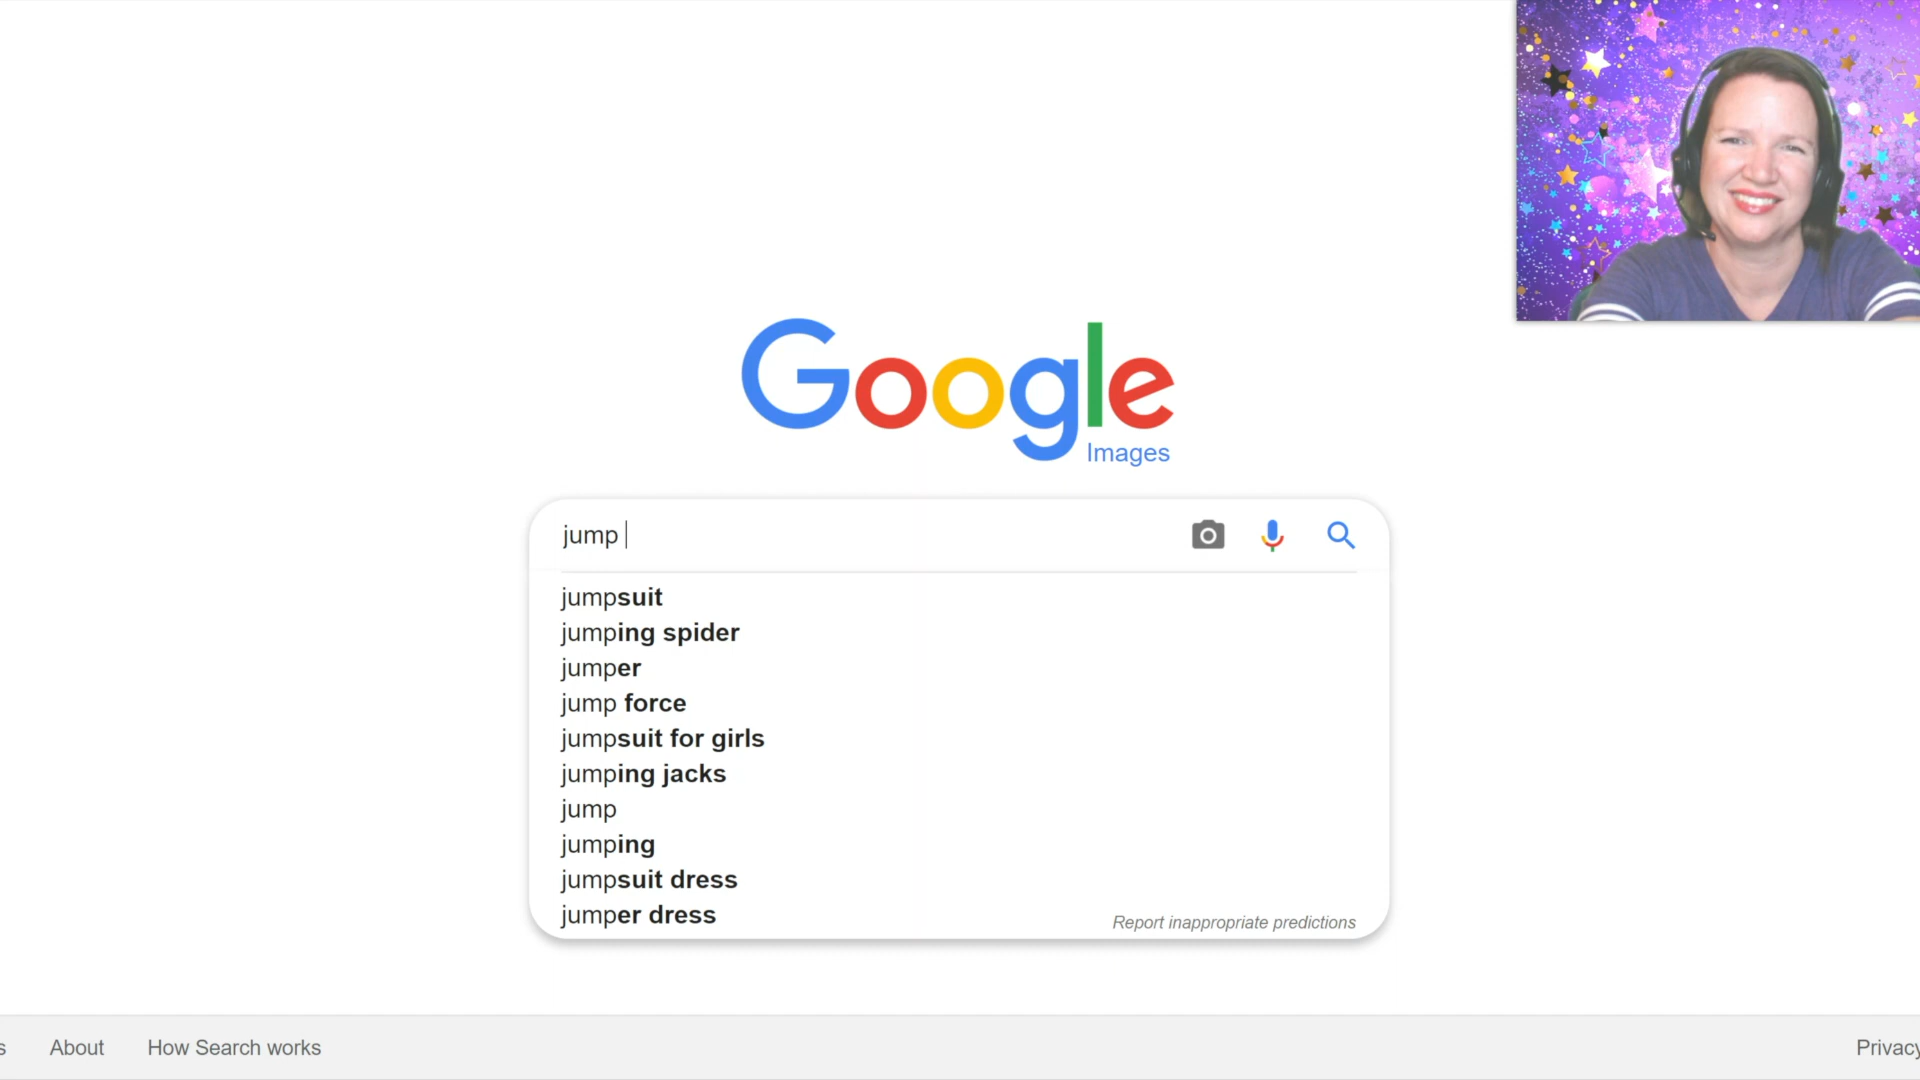 Google
Images
jump
jumpsuit
jumping spider
jumper
jump force
jumpsuit for girls
jumping jacks
jump
jumping
jumpsuit dress
jumper dress
Report inappropriate predictions
s About How Search works Privacy